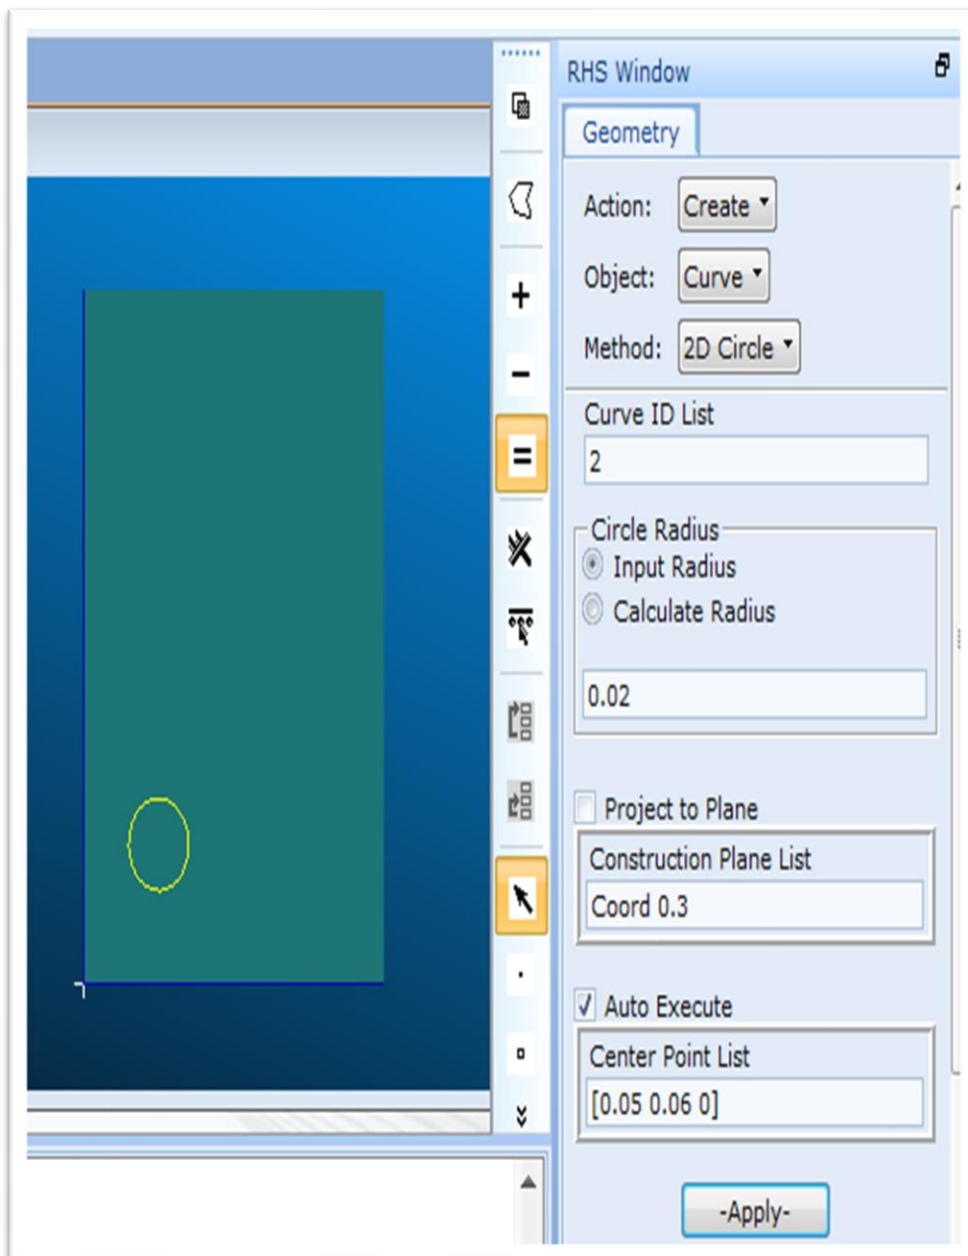 RHS Window
Geometry
Action: Create
Object: Curve
Method: 2D Circle
Curve ID List
2
Circle Radius
Input Radius
Calculate Radius
0.02
Project to Plane
Construction Plane List
Coord 0.3
Auto Execute
Center Point List
[0.05 0.06 0]
-Apply-